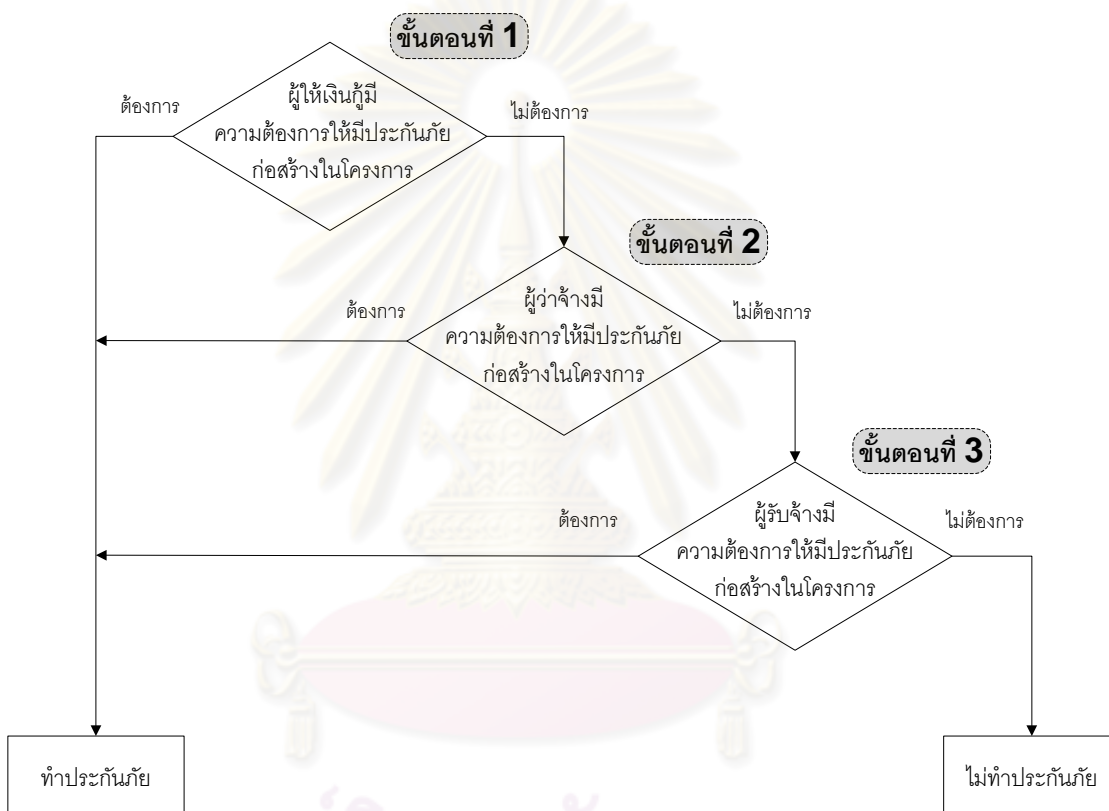 ขั้นตอนที่ 1
ต้องการ
ผู้ให้เงินกู้มี
ความต้องการให้มีประกันภัย
ก่อสร้างในโครงการ
ไม่ต้องการ
ขั้นตอนที่ 2
ต้องการ
ผู้ว่าจ้างมี
ความต้องการให้มีประกันภัย
ก่อสร้างในโครงการ
ไม่ต้องการ
ขั้นตอนที่ 3
ต้องการ
ผู้รับจ้างมี
ความต้องการให้มีประกันภัย
ก่อสร้างในโครงการ
ไม่ต้องการ
ทำประกันภัย
ไม่ทำประกันภัย